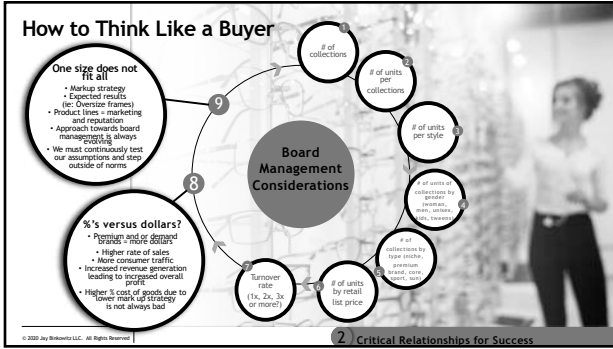 How to Think Like a Buyer
1
# of
collections
2
# of units
per
collections
3
# of units
per style
4
# of units of
collections by
gender
(woman,
men, unisex,
kids, tweens)
5
# of
collections by
type (niche,
premium
brand, core,
sport, sun)
6
# of units
by retail
list price
7
Turnover
rate
(1x, 2x, 3x
or more?)
8
%'s versus dollars?
• Premium and or demand
brands = more dollars
• Higher rate of sales
• More consumer traffic
• Increased revenue generation
leading to increased overall
profit
• Higher % cost of goods due to
lower mark up strategy
is not always bad
9
One size does not
fit all
• Markup strategy
• Expected results
(ie: Oversize frames)
• Product lines = marketing
and reputation
• Approach towards board
management is always
evolving
• We must continuously test
our assumptions and step
outside of norms
Board
Management
Considerations
© 2020 Jay Binkowitz LLC. All Rights Reserved
2 Critical Relationships for Success